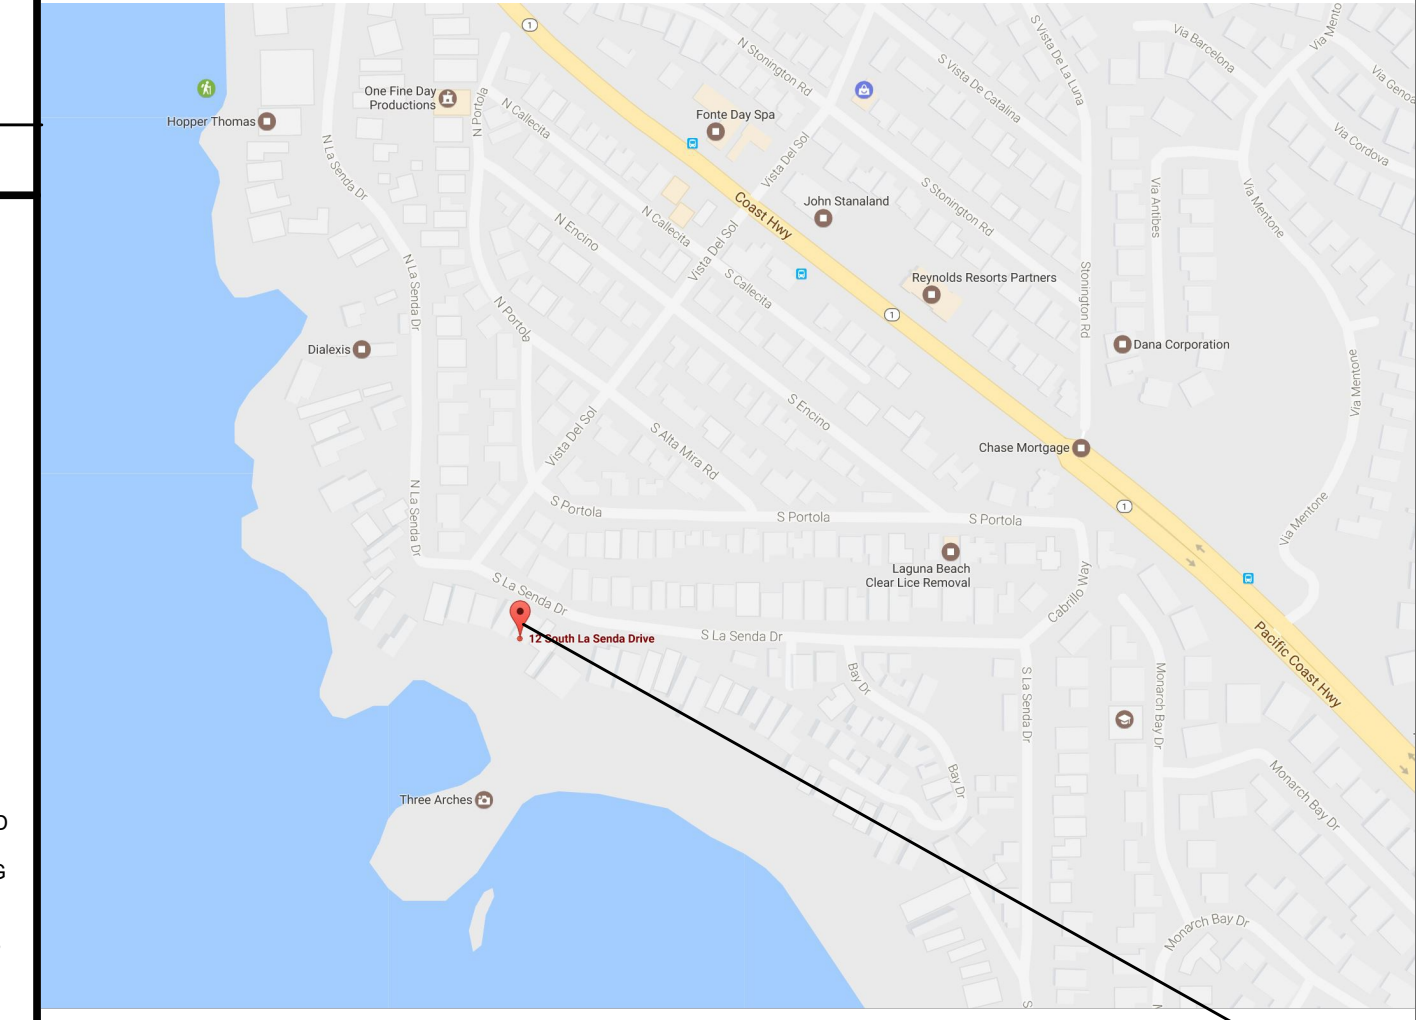 1
N Stonington Rd
S Vista De La Luna
Via Barcelona
Via Mento
Via Genoa
S Vista De Catalina
One Fine Day
Productions
N Portola
N Callecita
Fonte Day Spa
Hopper Thomas
Vista Del Sol
Via Cordova
N La Senda Dr
Coast Hwy
John Stanaland
S Stonington Rd
Via Antibes
Via Mentone
N Encino
N Callecita
Vista Del Sol
S Callecita
N La Senda Dr
Reynolds Resorts Partners
Stonington Rd
1
N Portola
Dialexis
Dana Corporation
Via Mentone
S Encino
Vista Del Sol
S Alta Mira Rd
Chase Mortgage
N La Senda Dr
S Portola
S Portola
S Portola
1
Via Mentone
Laguna Beach
Clear Lice Removal
S La Senda Dr
Cabrillo Way
12 South La Senda Drive
S La Senda Dr
Pacific Coast Hwy
Bay Dr
S La Senda Dr
Monarch Bay Dr
Bay Dr
Monarch Bay Dr
Three Arches
O
G
Monarch Bay Dr
S